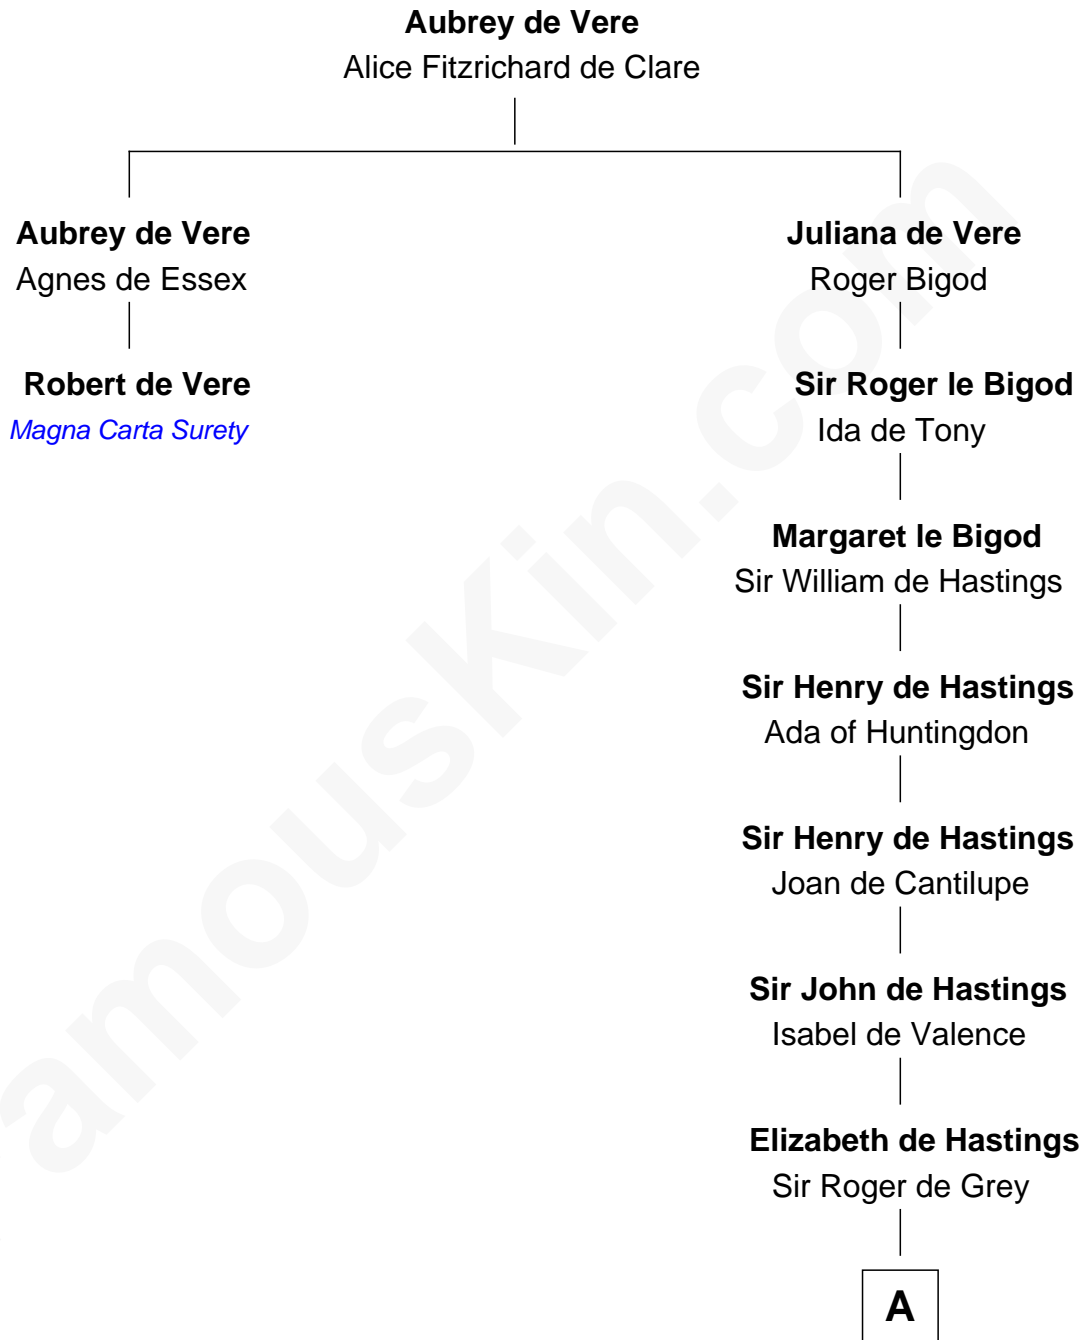 Aubrey de Vere
Alice Fitzrichard de Clare
Aubrey de Vere
Agnes de Essex
Robert de Vere
Magna Carta Surety
Juliana de Vere
Roger Bigod
Sir Roger le Bigod
Ida de Tony
Margaret le Bigod
Sir William de Hastings
Sir Henry de Hastings
Ada of Huntingdon
Sir Henry de Hastings
Joan de Cantilupe
Sir John de Hastings
Isabel de Valence
Elizabeth de Hastings
Sir Roger de Grey
A
amouskin.com